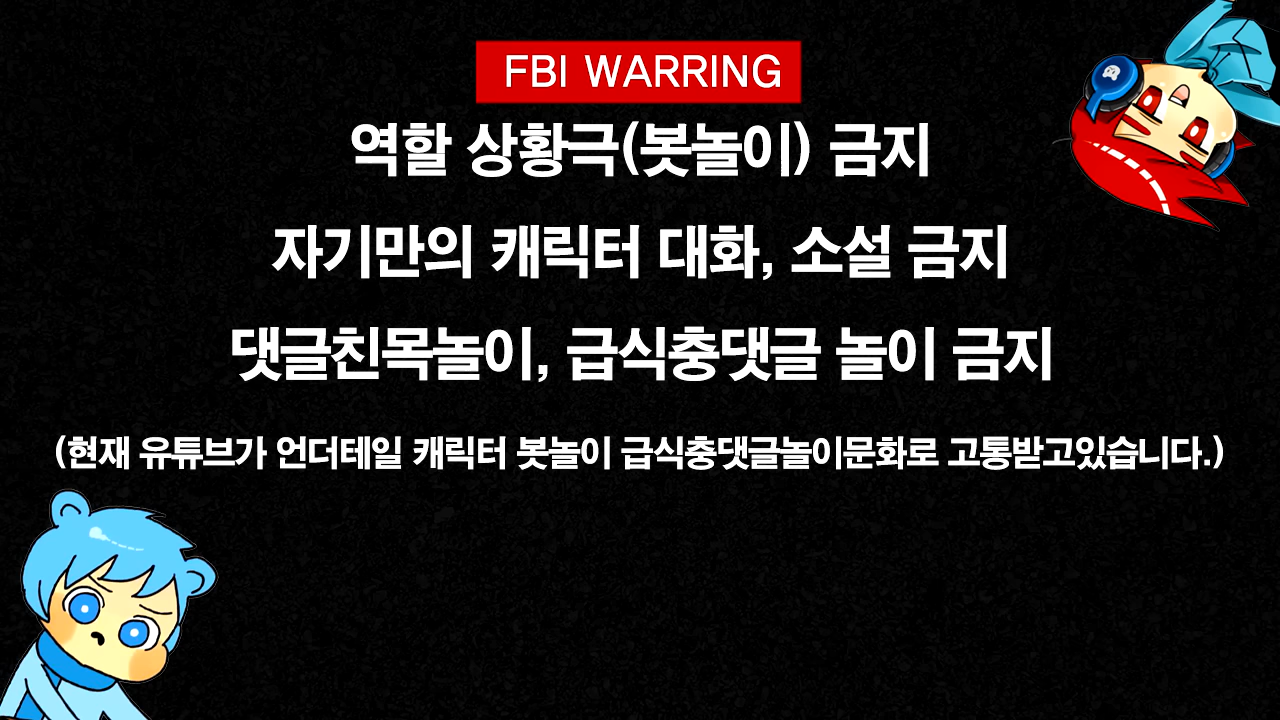 FBI WARRING
역할 상황극(봇놀이) 금지
자기만의 캐릭터 대화, 소설 금지
댓글친목놀이, 급식충댓글 놀이 금지
(현재 유튜브가 언더테일 캐릭터 봇놀이 급식충댓글놀이문화로 고통받고있습니다.)